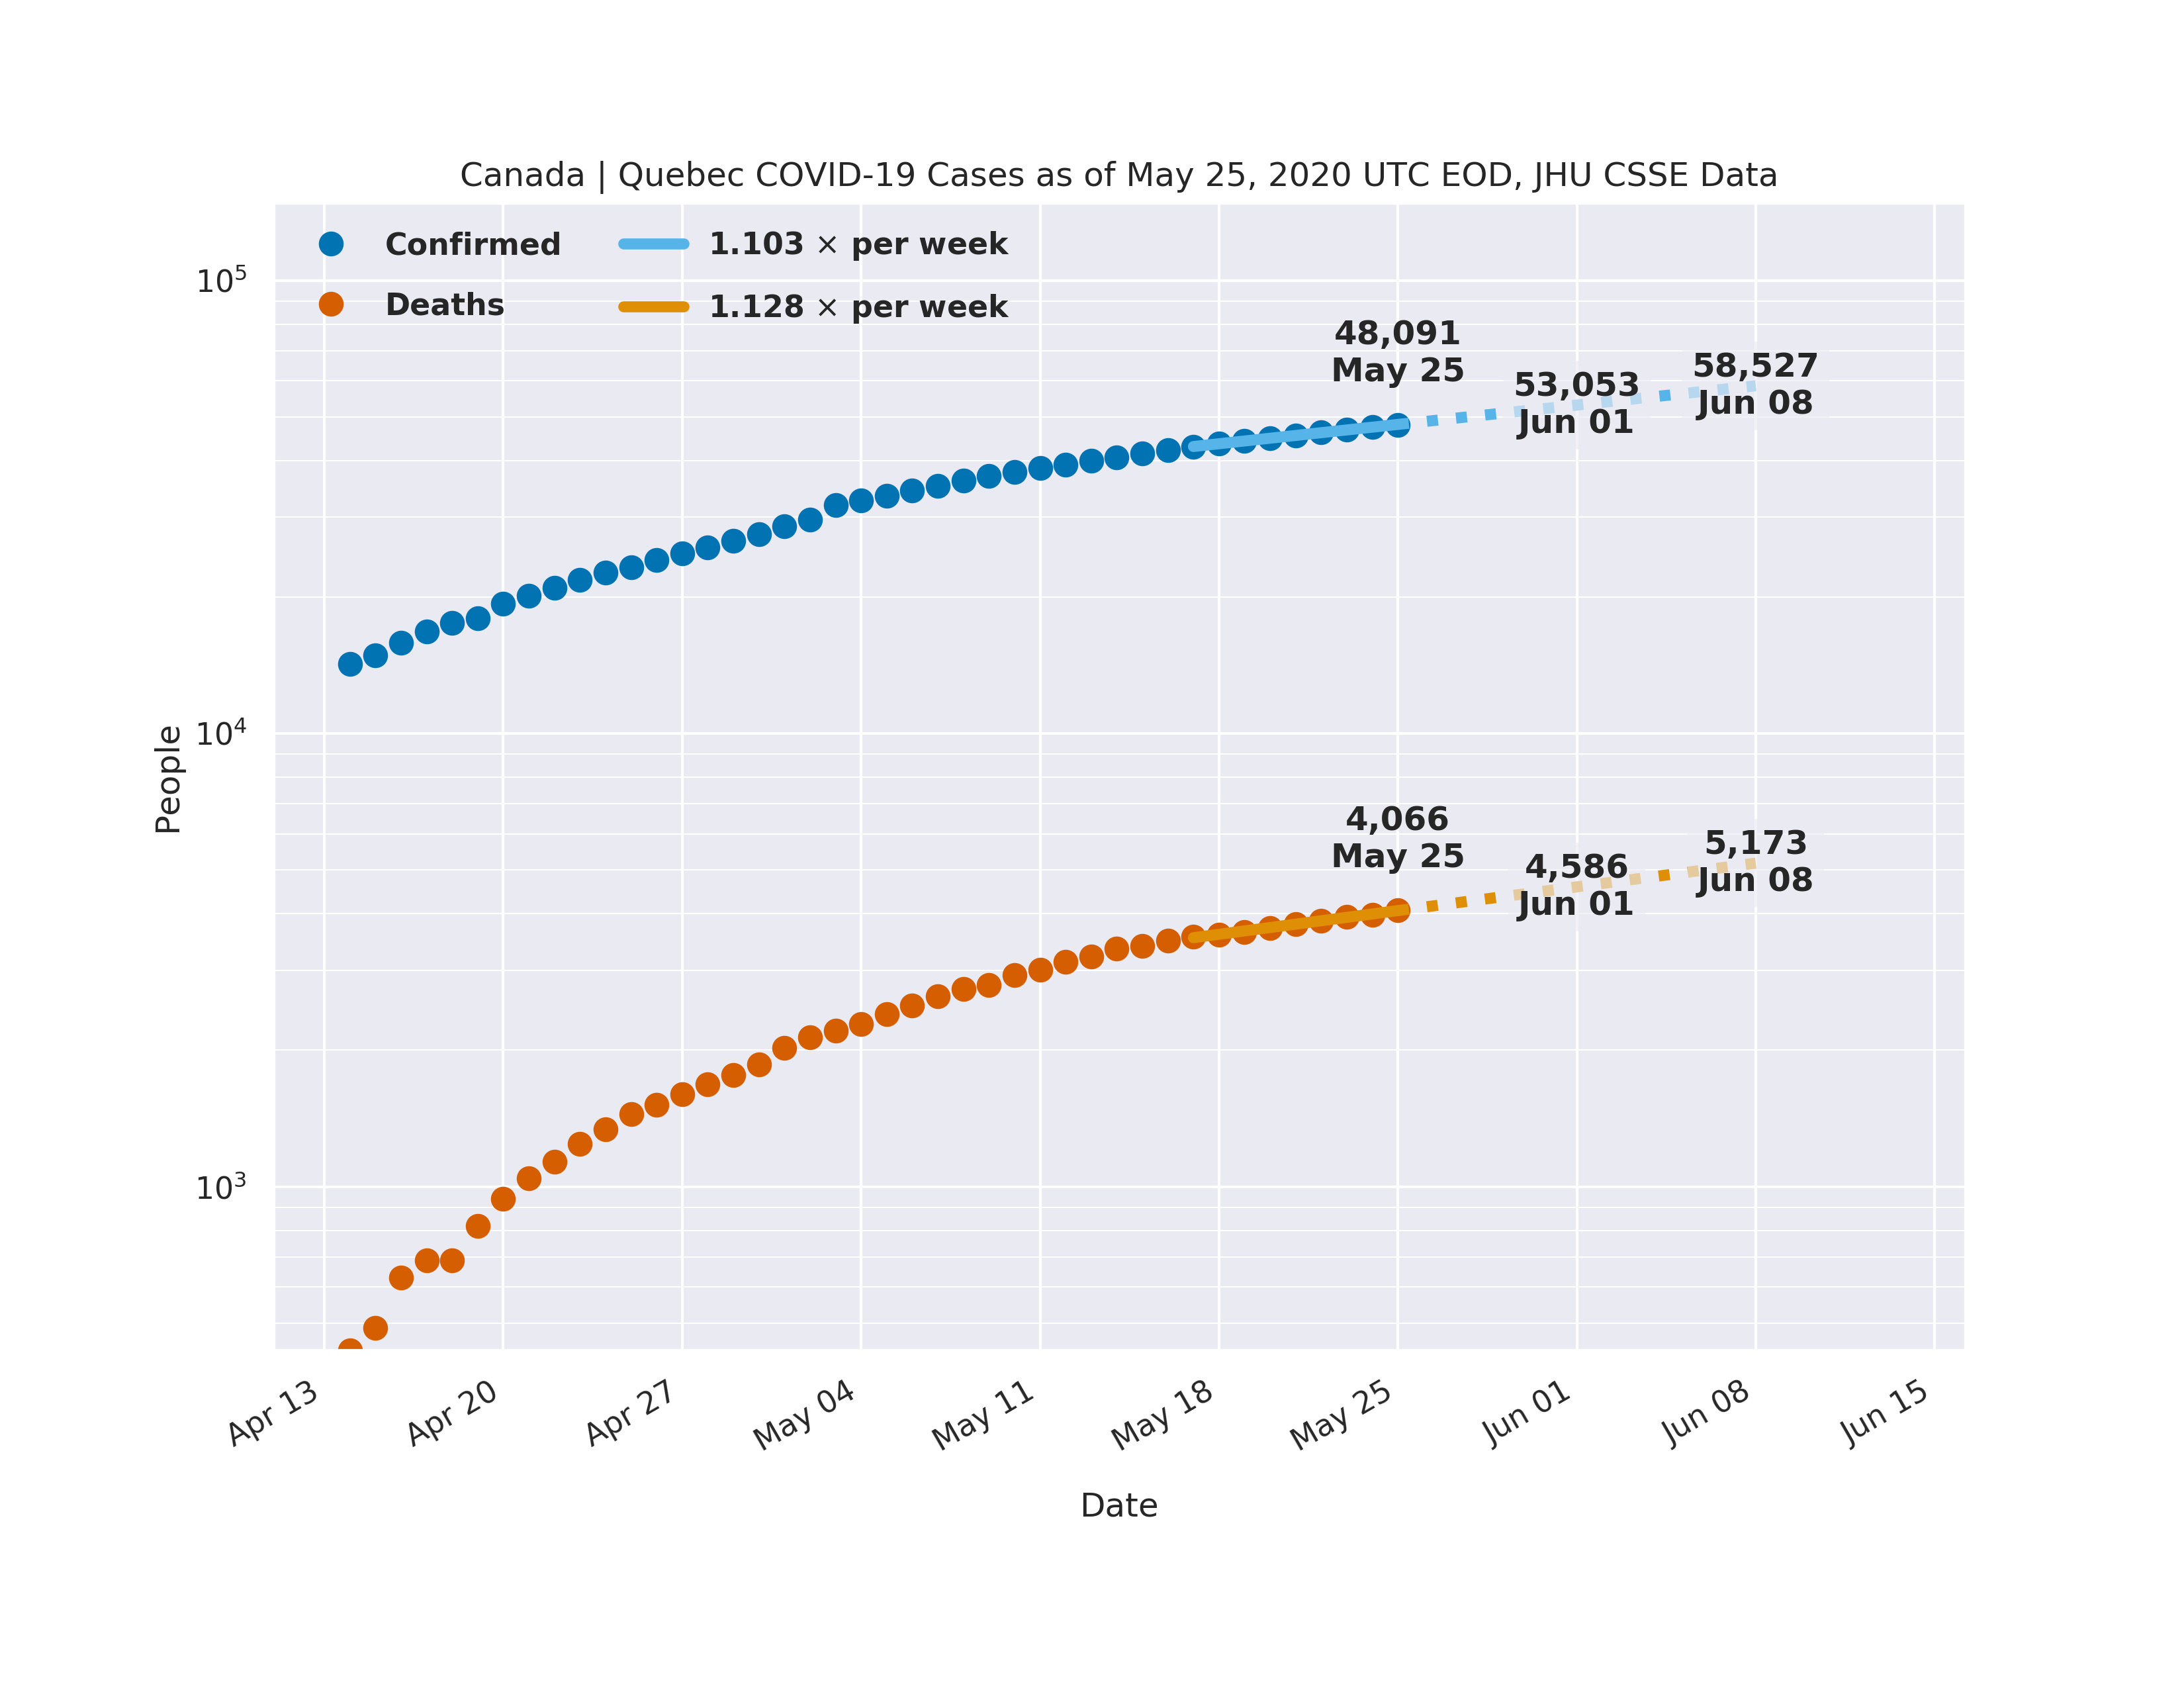 Canada | Quebec COVID-19 Cases as of May 25, 2020 UTC EOD, JHU CSSE Data
Confirmed
Deaths
1.103 × per week
1.128 × per week
10⁵
10⁴
10³
People
48,091
May 25
53,053
Jun 01
58,527
Jun 08
4,066
May 25
4,586
Jun 01
5,173
Jun 08
Apr 13
Apr 20
Apr 27
May 04
May 11
May 18
May 25
Jun 01
Jun 08
Jun 15
Date